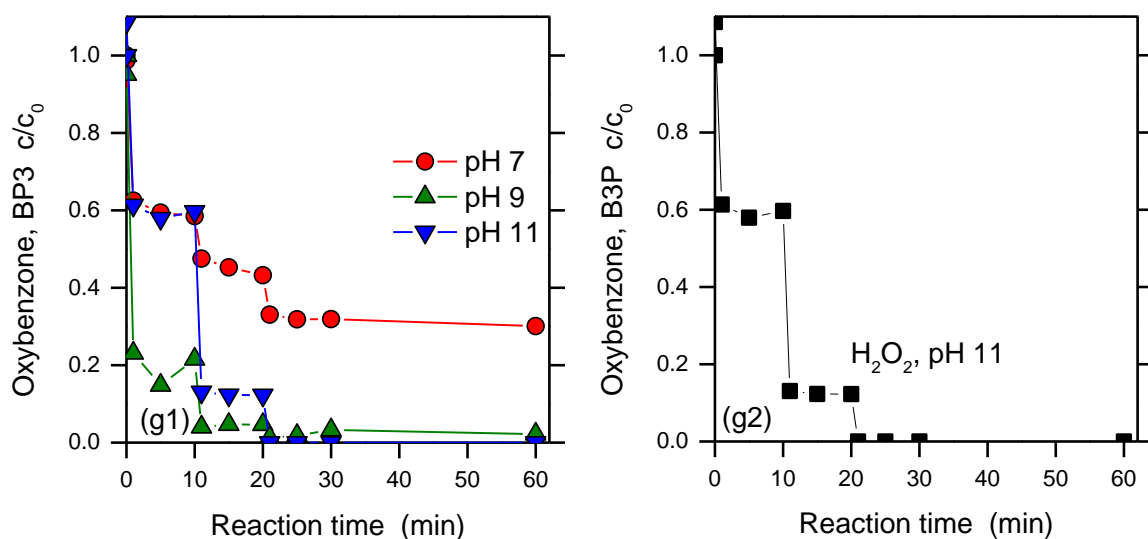 Oxybenzone, BP3 c/c₀
1.0
0.8
0.6
0.4
0.2
0.0
pH 7
pH 9
pH 11
(g1)
0 10 20 30 40 50 60
Reaction time (min)
Oxybenzone, B3P c/c₀
1.0
0.8
0.6
0.4
0.2
0.0
H₂O₂, pH 11
(g2)
0 10 20 30 40 50 60
Reaction time (min)